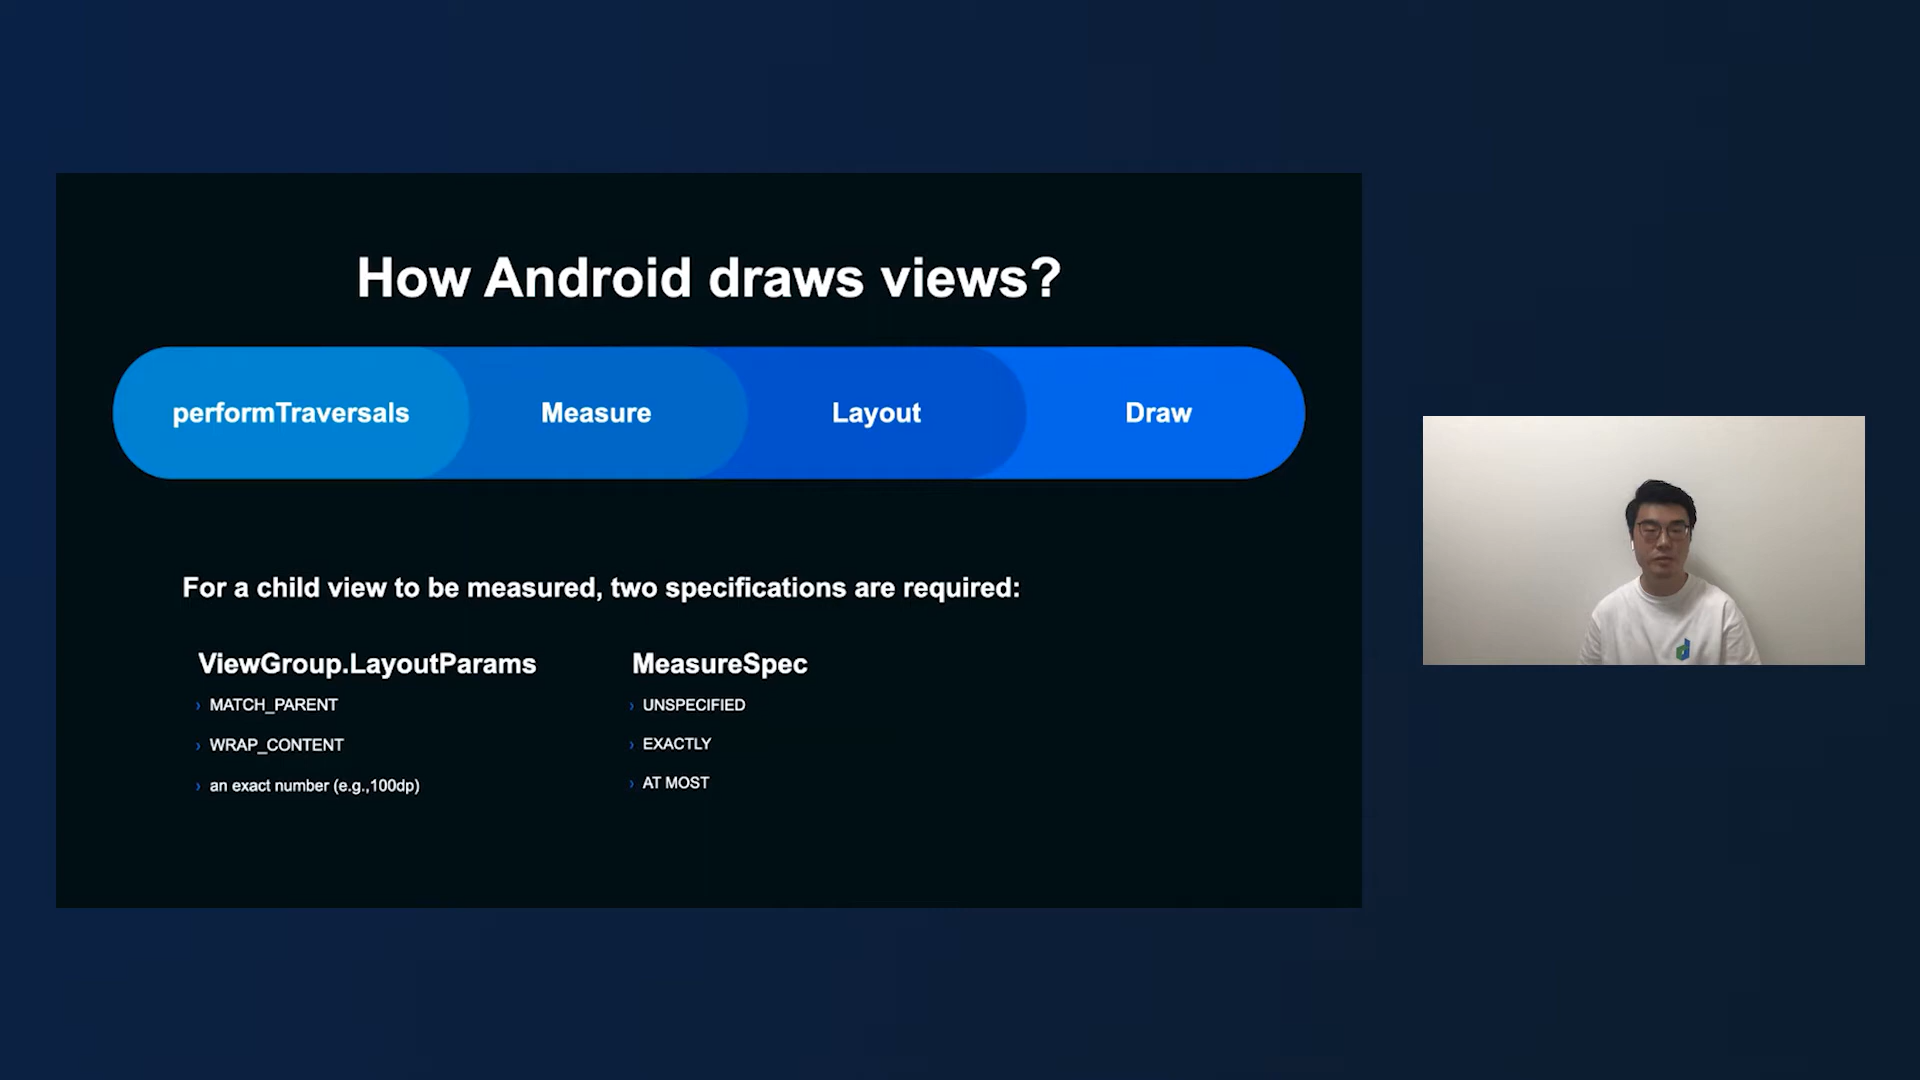 How Android draws views?
performTraversals
Measure
Layout
Draw
For a child view to be measured, two specifications are required:
ViewGroup.LayoutParams
› MATCH_PARENT
› WRAP_CONTENT
› an exact number (e.g.,100dp)
MeasureSpec
› UNSPECIFIED
› EXACTLY
› AT MOST